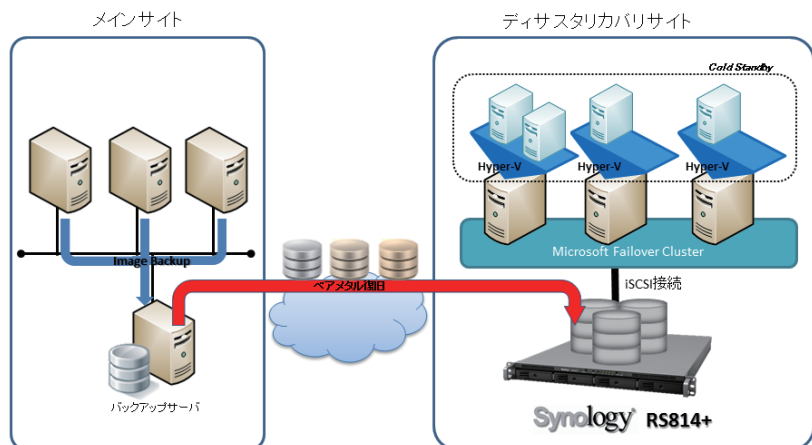 メインサイト
ディサスタリカバリサイト
Cold Standby
Hyper-V
Hyper-V
Hyper-V
Microsoft Failover Cluster
Image Backup
ベアメタル復旧
iSCSI接続
バックアップサーバ
Synology RS814+